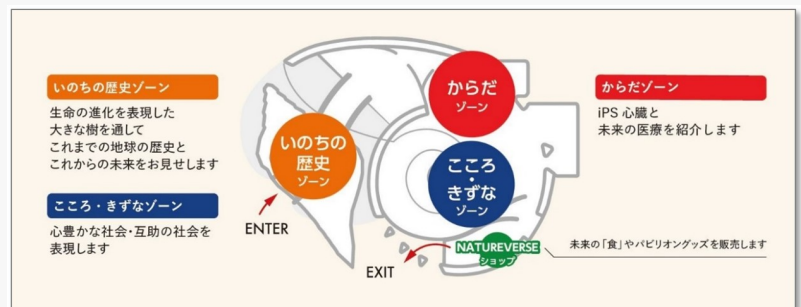 いのちの歴史ゾーン
生命の進化を表現した
大きな樹を通して
これまでの地球の歴史と
これからの未来をお見せします
こころ・きずなゾーン
心豊かな社会・互助の社会を
表現します
いのちの
歴史
ゾーン
ENTER
からだ
ゾーン
こころ
・
きずな
ゾーン
NATUREVERSE
ショップ
EXIT
からだゾーン
iPS 心臓と
未来の医療を紹介します
未来の「食」やパビリオングッズを販売します